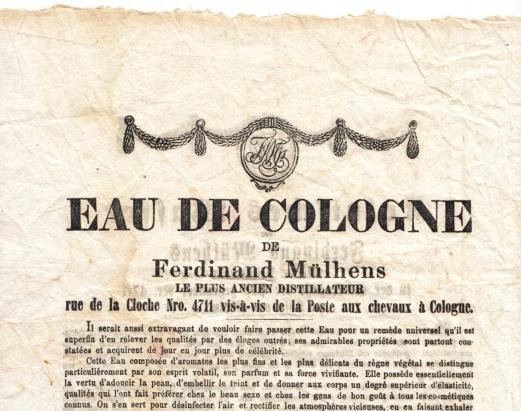 EAU DE COLOGNE
DE
Ferdinand Mülhens
LE PLUS ANCIEN DISTILLATEUR
rue de la Cloche Nro. 4711 vis-à-vis de la Poste aux chevaux à Cologne.
Il serait aussi extravagant de vouloir faire passer cette Eau pour un remède universel qu'il est
superflu d'en relever les qualités par des éloges outrés; ses admirables propriétés sont partout con-
statées et acquirent de jour en jour plus de célébrité.
Cette Eau composée d'aromates les plus fins et les plus délicats du règne végétal se distingue
particulièrement par son esprit volatil, son parfum et sa force vivifiante. Elle possède essentiellement
la vertu d'adoucir la peau, d'embellir le teint et de donner aux corps un degré supérieur d'élasticité,
qualités qui l'ont fait préférer chez le beau sexe et chez les gens de bon goût à tous les cosmétiques
connus. On s'en sert pour désinfecter l'air et rectifier les atmosphères vicieuses, en en faisant exhaler